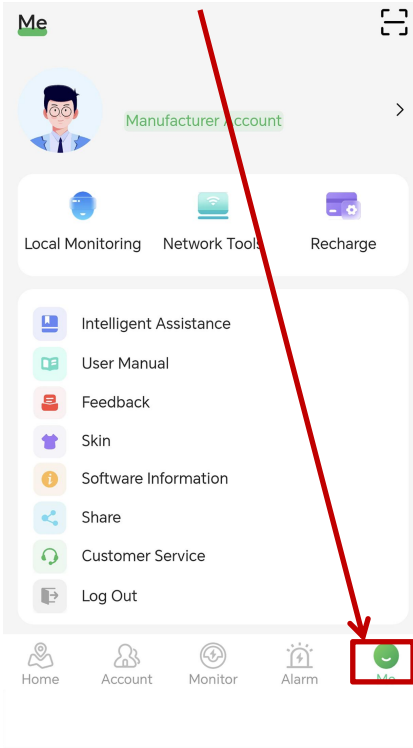 Me
Manufacturer Account
Local Monitoring
Network Tools
Recharge
Intelligent Assistance
User Manual
Feedback
Skin
Software Information
Share
Customer Service
Log Out
Home
Account
Monitor
Alarm
Me